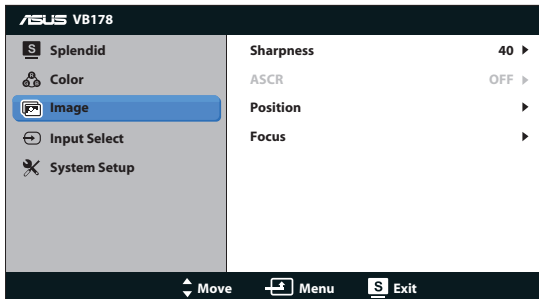 ASUS VB178
S Splendid
Color
Image
Input Select
System Setup
Sharpness 40
ASCR OFF
Position
Focus
Move Menu S Exit